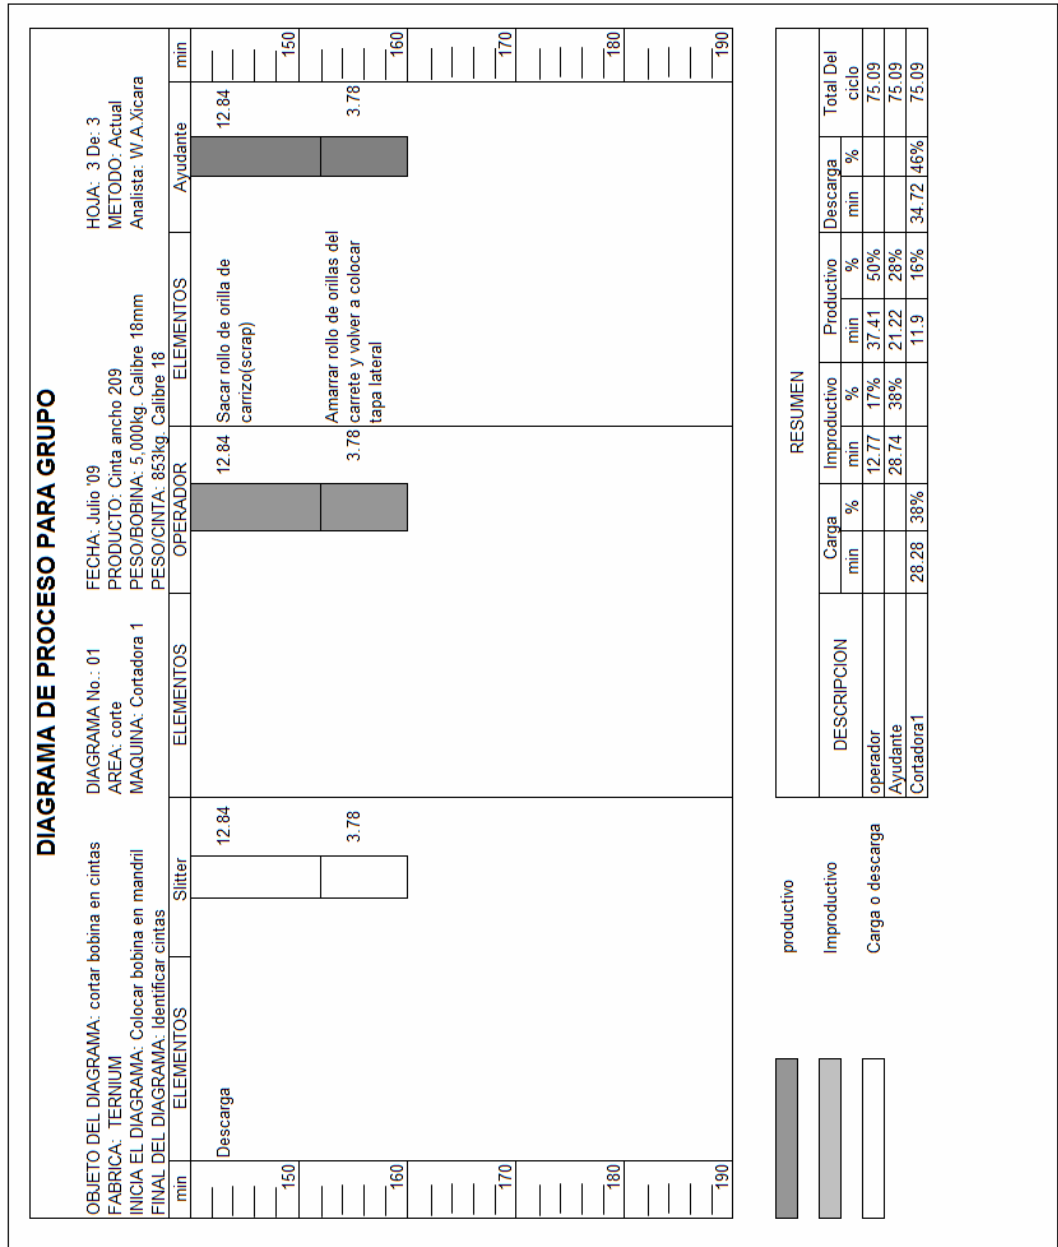 DIAGRAMA DE PROCESO PARA GRUPO
OBJETO DEL DIAGRAMA: cortar bobina en cintas
DIAGRAMA No.: 01
FECHA: Julio '09
HOJA: 3 De: 3
FABRICA: TERNIUM
AREA: corte
PRODUCTO: Cinta ancho 209
METODO: Actual
INICIA EL DIAGRAMA: Colocar bobina en mandril
MAQUINA: Cortadora 1
PESO/BOBINA: 5,000kg. Calibre 18mm
Analista: W.A.Xicara
FINAL DEL DIAGRAMA: Identificar cintas
PESO/CINTA: 853kg. Calibre 18
min ELEMENTOS Slitter ELEMENTOS OPERADOR ELEMENTOS Ayudante min
Descarga 12.84 12.84 Sacar rollo de orilla de 12.84
carrizo(scrap)
150 150
Amarrar rollo de orillas del
3.78 3.78 carrete y volver a colocar 3.78
tapa lateral
160 160
170 170
180 180
190 190
productivo
Improductivo
Carga o descarga
RESUMEN
DESCRIPCION Carga Improductivo Productivo Descarga Total Del
min % min % min % min % ciclo
operador 12.77 17% 37.41 50% 75.09
Ayudante 28.74 38% 21.22 28% 75.09
Cortadora1 28.28 38% 11.9 16% 34.72 46% 75.09